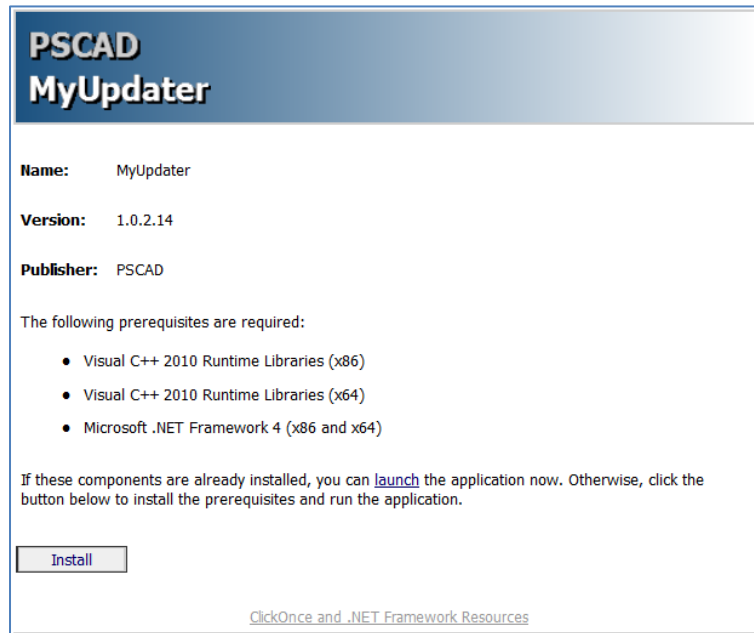 PSCAD
MyUpdater
Name: MyUpdater
Version: 1.0.2.14
Publisher: PSCAD
The following prerequisites are required:
• Visual C++ 2010 Runtime Libraries (x86)
• Visual C++ 2010 Runtime Libraries (x64)
• Microsoft .NET Framework 4 (x86 and x64)
If these components are already installed, you can launch the application now. Otherwise, click the
button below to install the prerequisites and run the application.
Install
ClickOnce and .NET Framework Resources